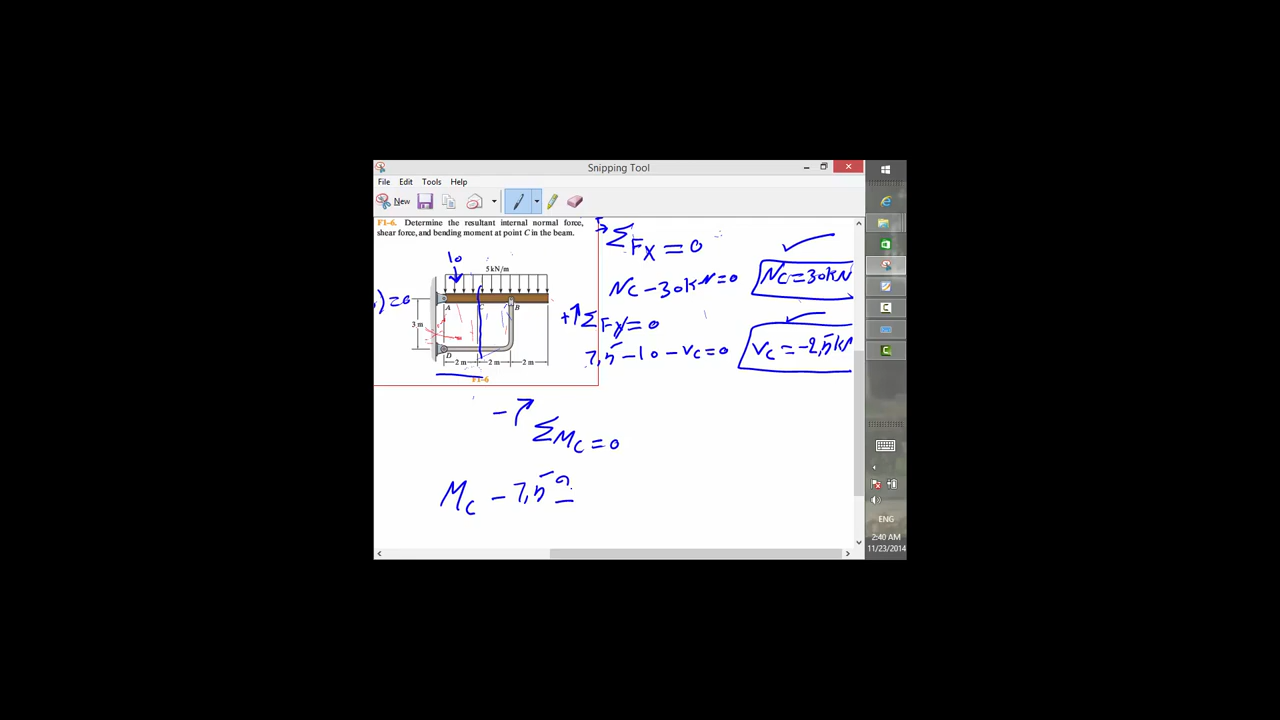 Snipping Tool
File Edit Tools Help
New
F1-6. Determine the resultant internal normal force,
shear force, and bending moment at point C in the beam.
10
5 kN/m
)=0
A
C
B
3 m
D
2 m 2 m 2 m
F1-6
ΣFx = 0
Nc - 30kN = 0
Nc = 30kN
+↑ΣFy = 0
7,5 - 10 - Vc = 0
Vc = -2,5kN
ΣMc = 0
Mc - 7,5
ENG
2:40 AM
11/23/2014